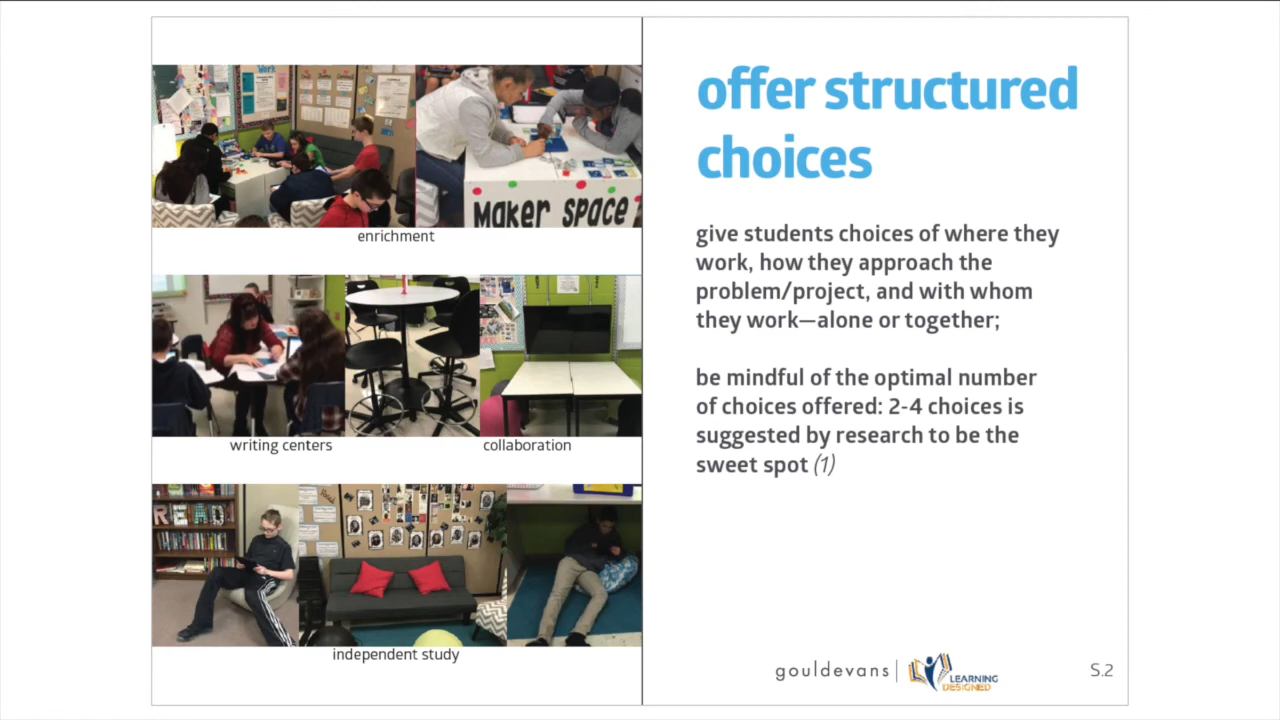 Work
MaKer space
enrichment
writing centers
collaboration
READ
independent study
offer structured
choices
give students choices of where they
work, how they approach the
problem/project, and with whom
they work—alone or together;
be mindful of the optimal number
of choices offered: 2-4 choices is
suggested by research to be the
sweet spot (1)
gouldevans
LEARNING
DESIGNED
S.2